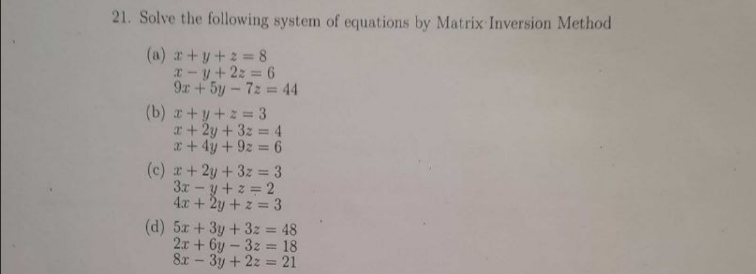 21. Solve the following system of equations by Matrix Inversion Method
(a) x + y + z = 8
x − y + 2z = 6
9x + 5y − 7z = 44
(b) x + y + z = 3
x + 2y + 3z = 4
x + 4y + 9z = 6
(c) x + 2y + 3z = 3
3x − y + z = 2
4x + 2y + z = 3
(d) 5x + 3y + 3z = 48
2x + 6y − 3z = 18
8x − 3y + 2z = 21